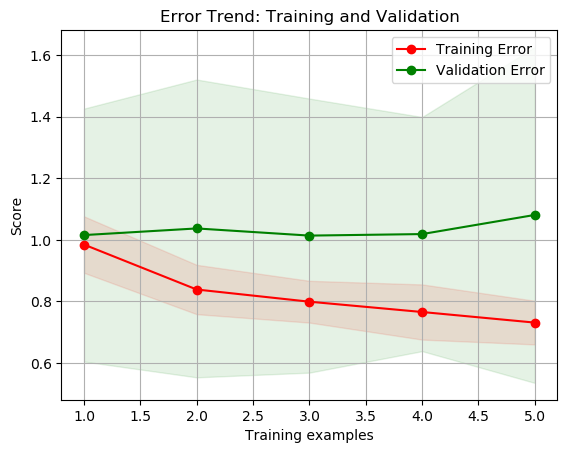 Error Trend: Training and Validation
Training Error
Validation Error
1.6
1.4
1.2
1.0
0.8
0.6
Score
1.0 1.5 2.0 2.5 3.0 3.5 4.0 4.5 5.0
Training examples